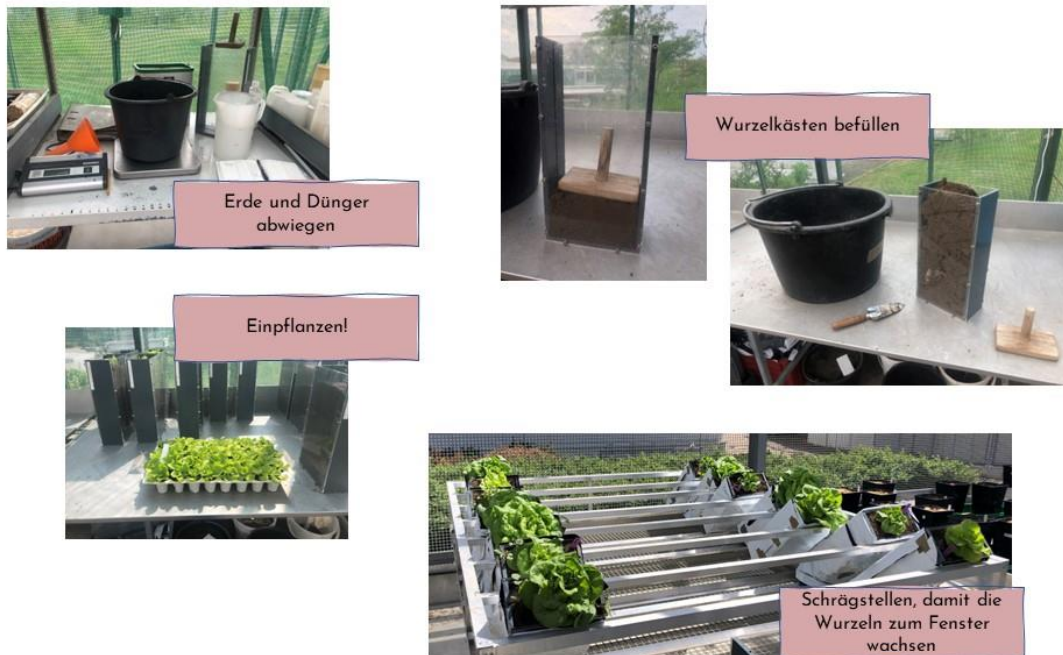 Erde und Dünger
abwiegen
Wurzelkästen befüllen
Einpflanzen!
Schrägstellen, damit die
Wurzeln zum Fenster
wachsen